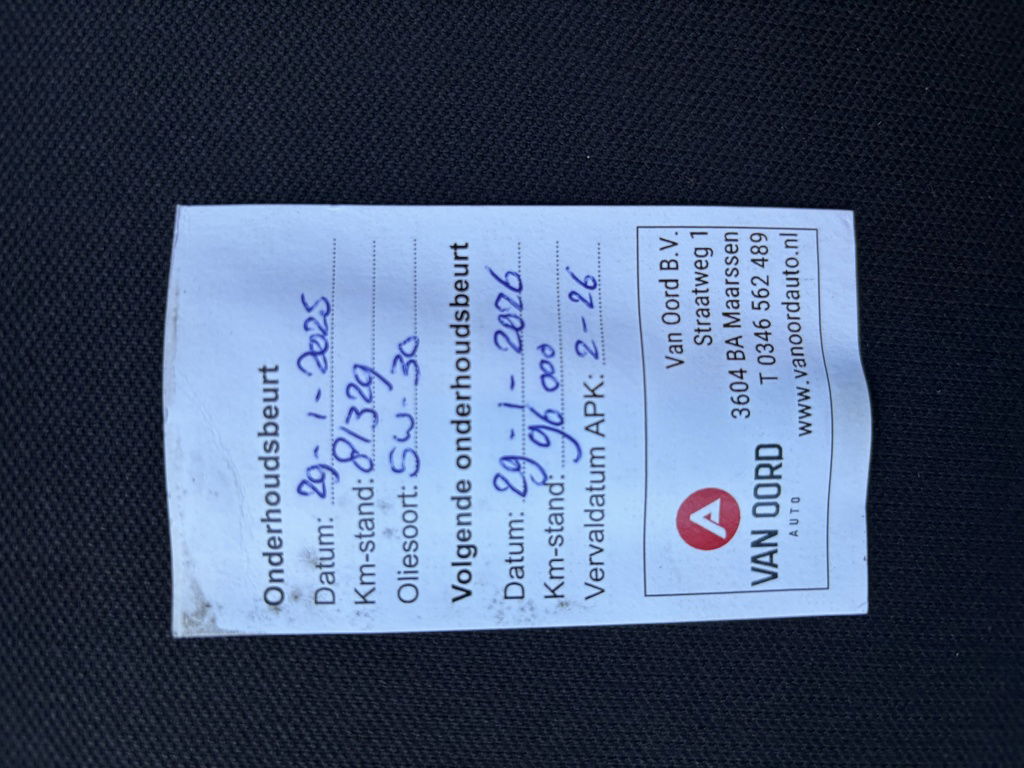 Onderhoudsbeurt
Datum: 29-1-2025
Km-stand: 81329
Oliesoort: 5W-30
Volgende onderhoudsbeurt
Datum: 29-1-2026
Km-stand: 96000
Vervaldatum APK: 2-26
VAN OORD
AUTO
Van Oord B.V.
Straatweg 1
3604 BA Maarssen
T 0346 562 489
www.vanoordauto.nl